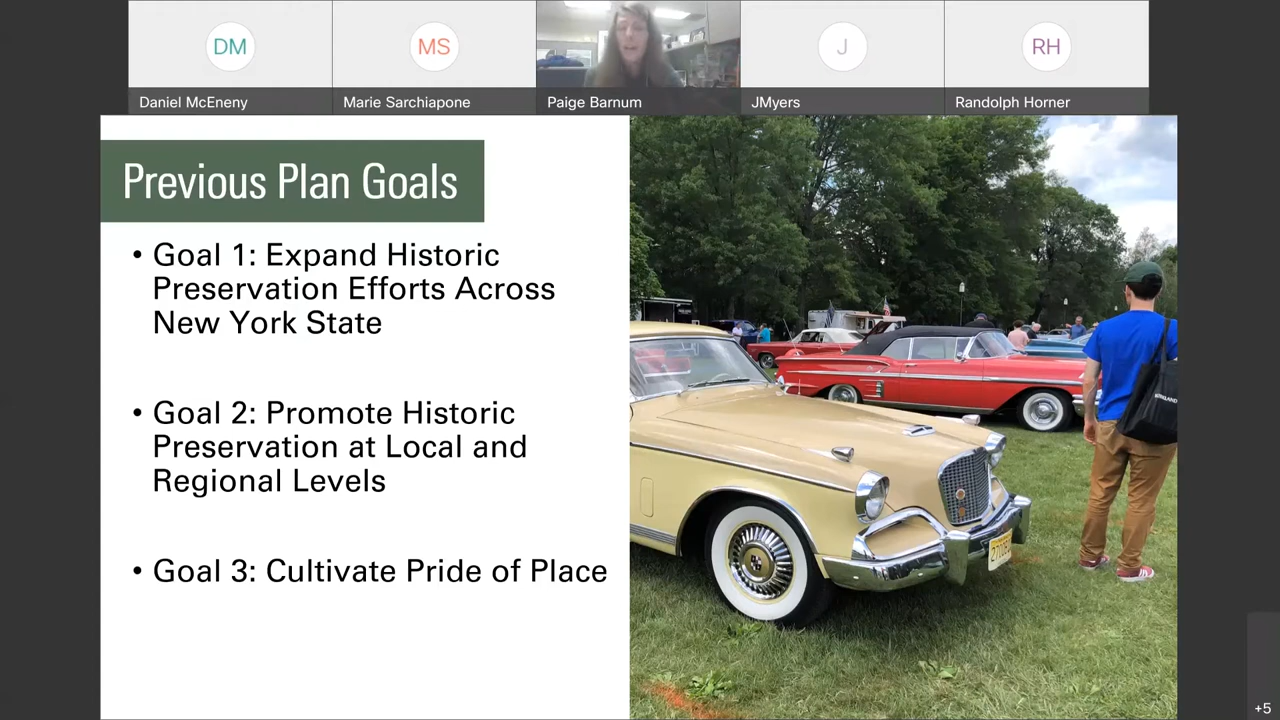 DM
MS
J
RH
Daniel McEneny
Marie Sarchiapone
Paige Barnum
JMyers
Randolph Horner
Previous Plan Goals
• Goal 1: Expand Historic
Preservation Efforts Across
New York State
• Goal 2: Promote Historic
Preservation at Local and
Regional Levels
• Goal 3: Cultivate Pride of Place
+5